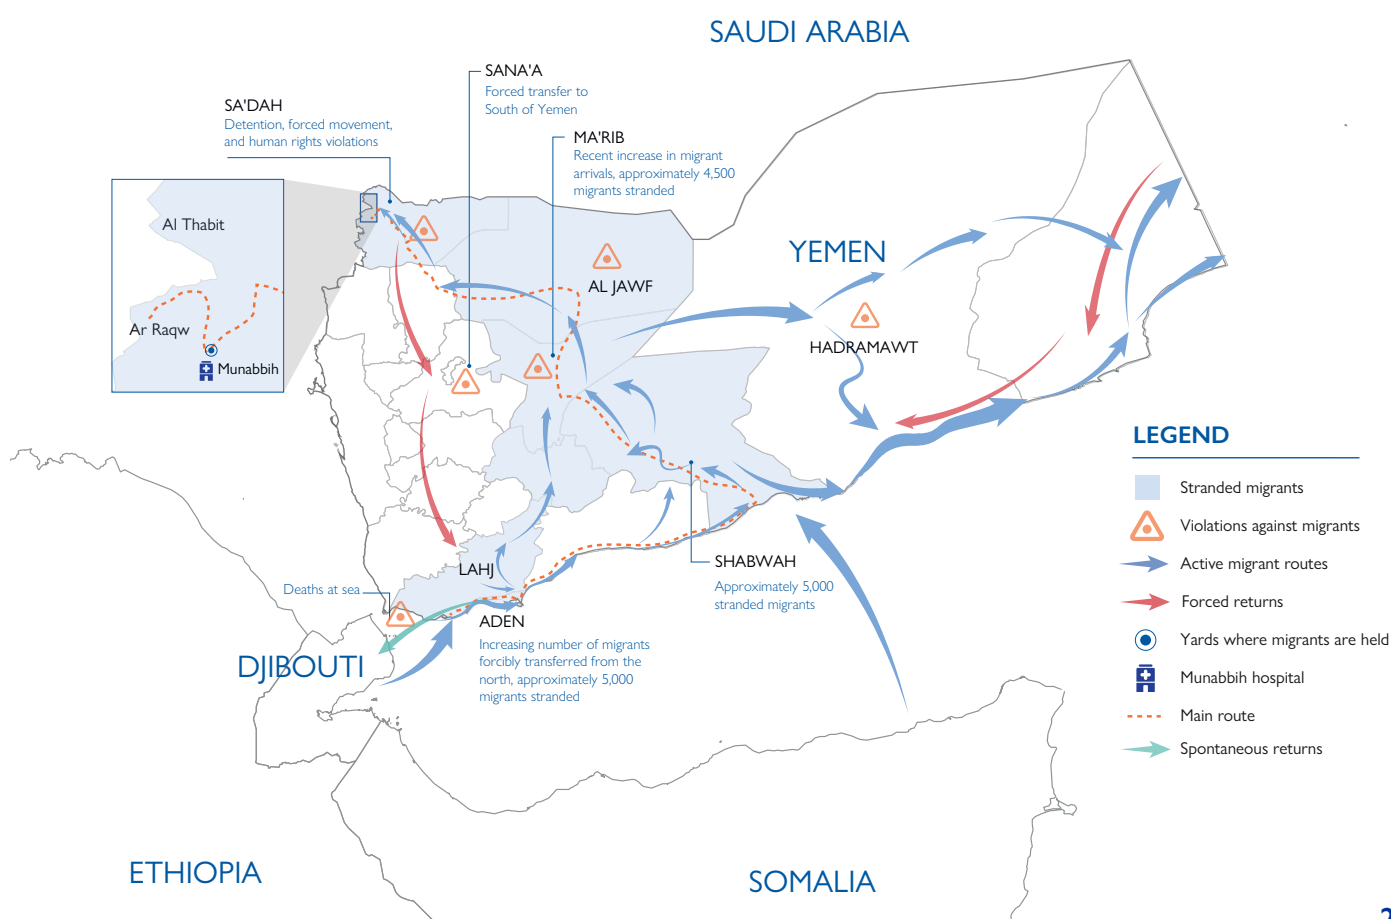 SAUDI ARABIA
SANA'A
Forced transfer to
South of Yemen
SA'DAH
Detention, forced movement,
and human rights violations
MA'RIB
Recent increase in migrant
arrivals, approximately 4,500
migrants stranded
Al Thabit
Ar Raqw
Munabbih
YEMEN
AL JAWF
HADRAMAWT
LAHJ
SHABWAH
Approximately 5,000
stranded migrants
Deaths at sea
ADEN
Increasing number of migrants
forcibly transferred from the
north, approximately 5,000
migrants stranded
DJIBOUTI
ETHIOPIA
SOMALIA
LEGEND
Stranded migrants
Violations against migrants
Active migrant routes
Forced returns
Yards where migrants are held
Munabbih hospital
Main route
Spontaneous returns